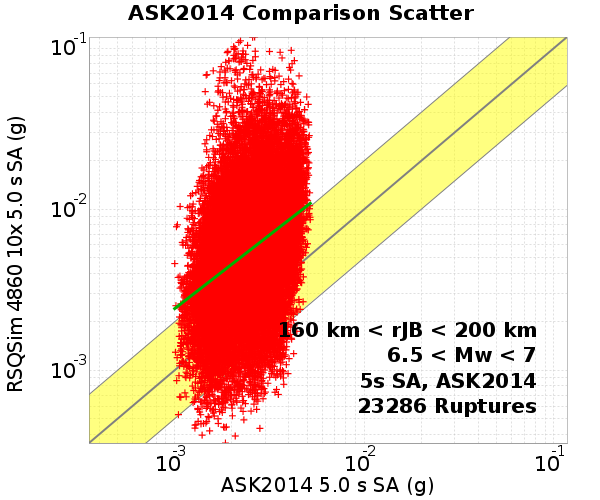 ASK2014 Comparison Scatter
RSQSim 4860 10x 5.0 s SA (g)
10-1
10-2
10-3
160 km < rJB < 200 km
6.5 < Mw < 7
5s SA, ASK2014
23286 Ruptures
10-3
10-2
10-1
ASK2014 5.0 s SA (g)